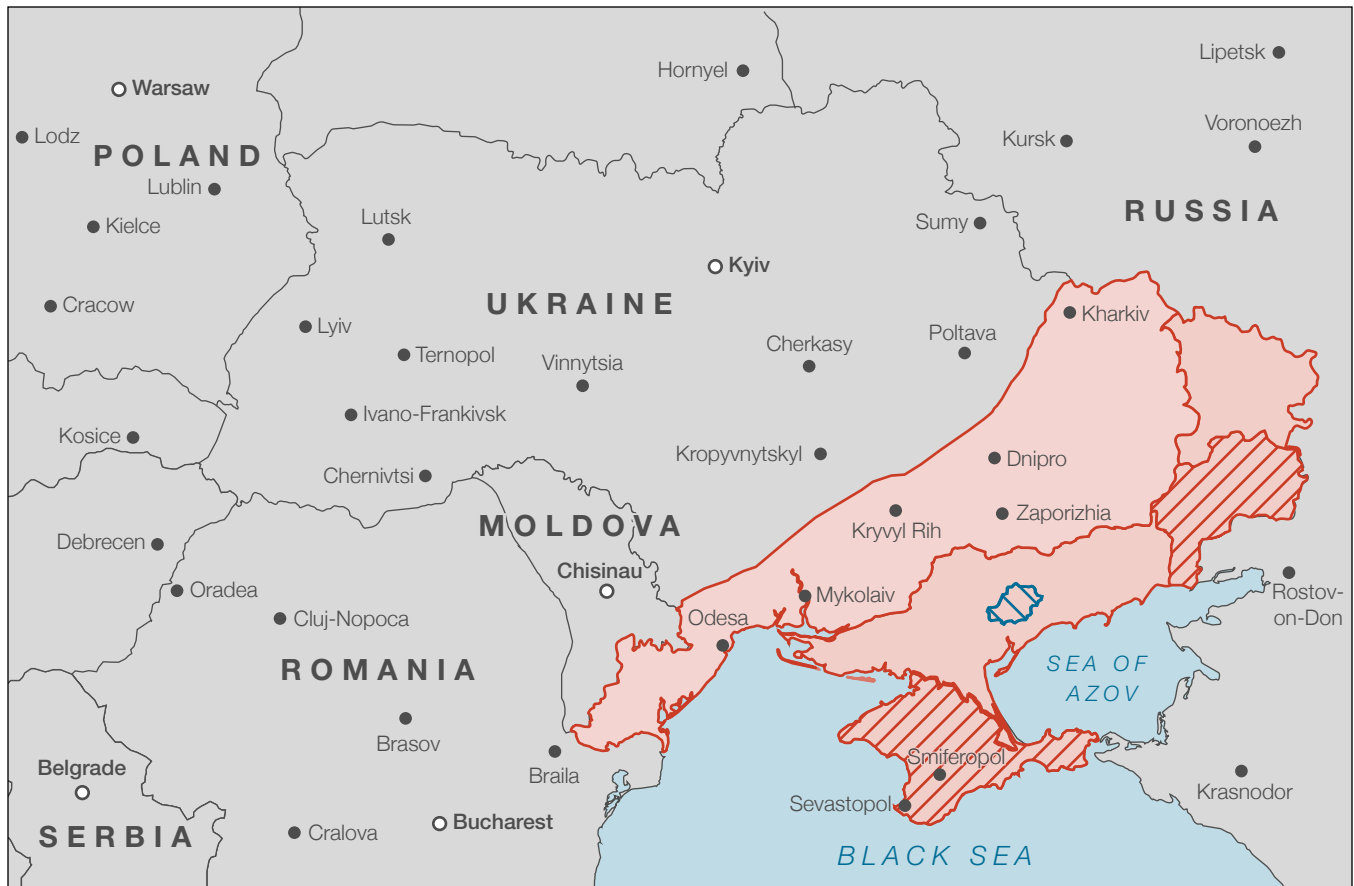 Lipetsk
Hornyel
Warsaw
Voronoezh
Lodz
Kursk
POLAND
Lublin
RUSSIA
Lutsk
Kielce
Sumy
Kyiv
UKRAINE
Cracow
Kharkiv
Lyiv
Poltava
Cherkasy
Ternopol
Vinnytsia
Ivano-Frankivsk
Kosice
Kropyvnytskyl
Dnipro
Chernivtsi
Zaporizhia
MOLDOVA
Kryvyl Rih
Debrecen
Chisinau
Oradea
Mykolaiv
Rostov-
on-Don
Odesa
Cluj-Nopoca
SEA OF
AZOV
ROMANIA
Brasov
Smiferopol
Belgrade
Braila
Krasnodor
Sevastopol
Bucharest
Cralova
SERBIA
BLACK SEA